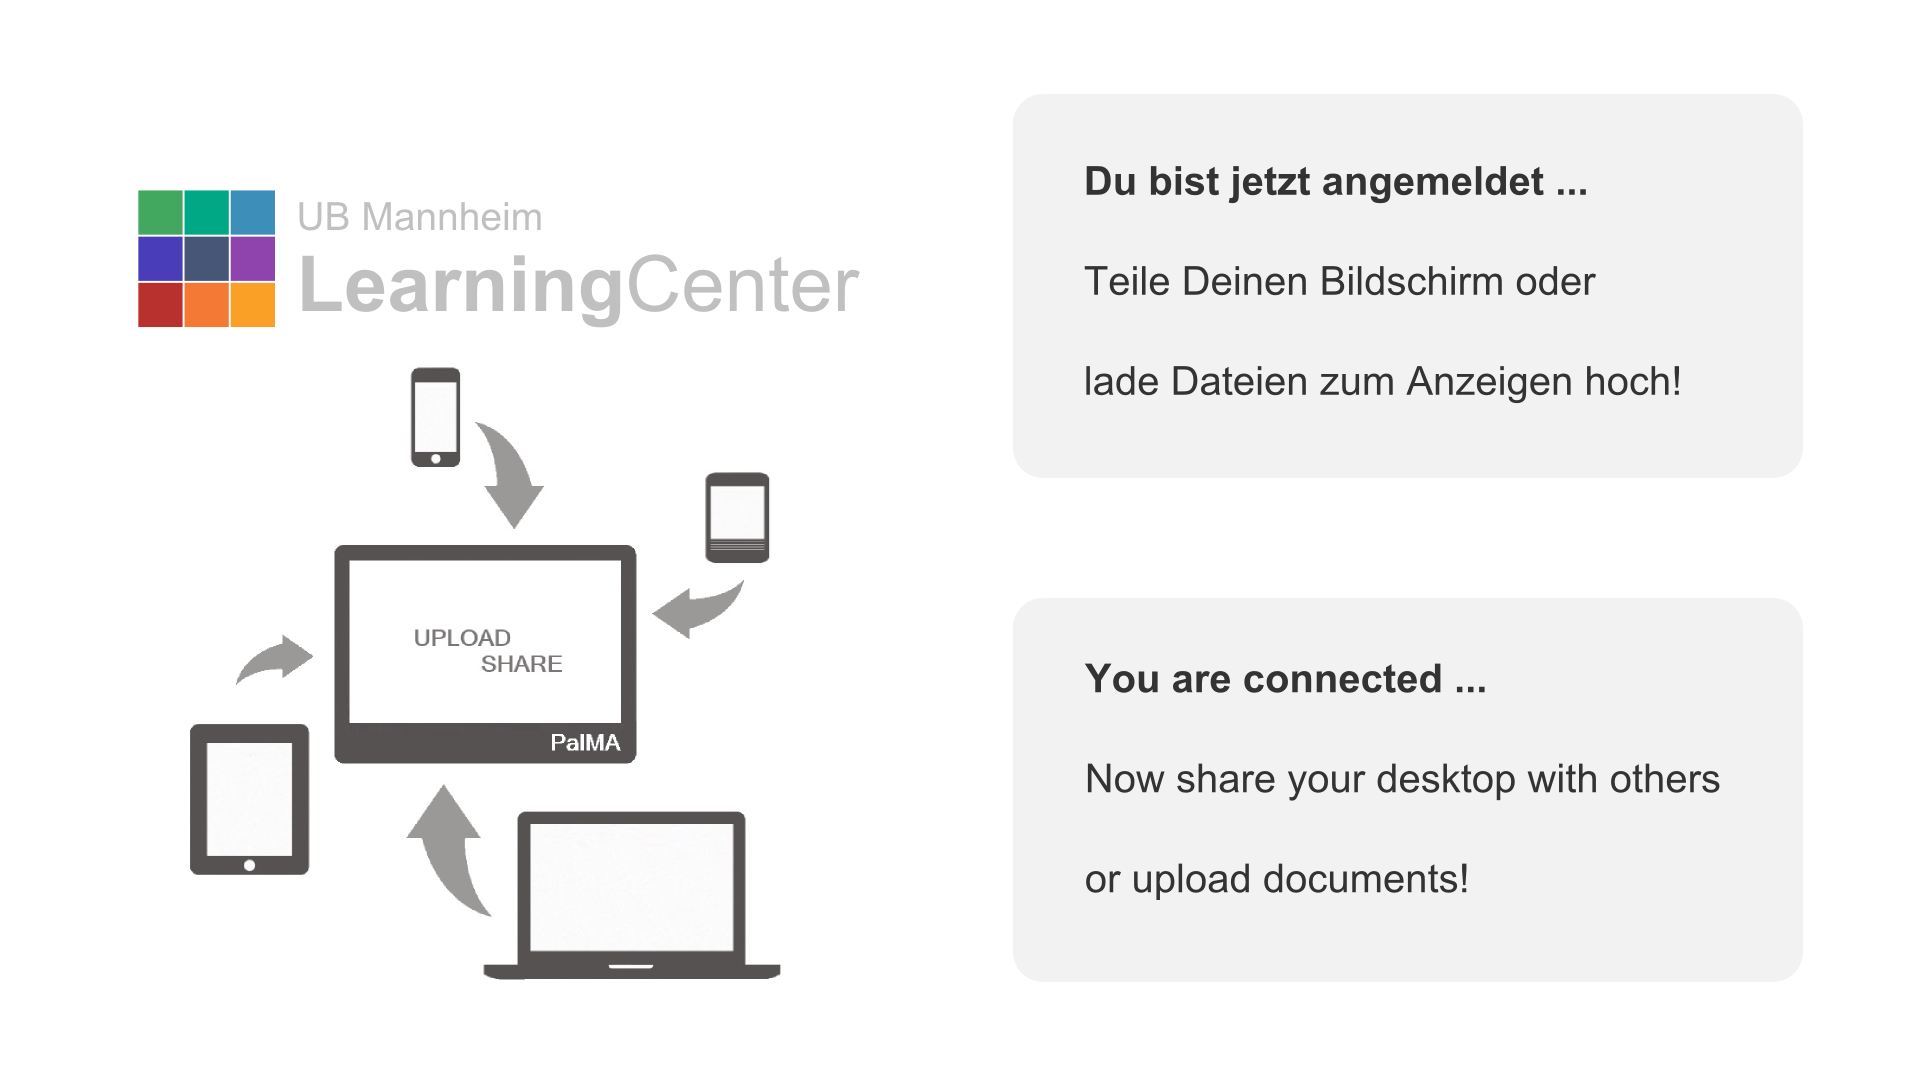 UB Mannheim
LearningCenter
UPLOAD
SHARE
PalMA
Du bist jetzt angemeldet ...
Teile Deinen Bildschirm oder
lade Dateien zum Anzeigen hoch!
You are connected ...
Now share your desktop with others
or upload documents!